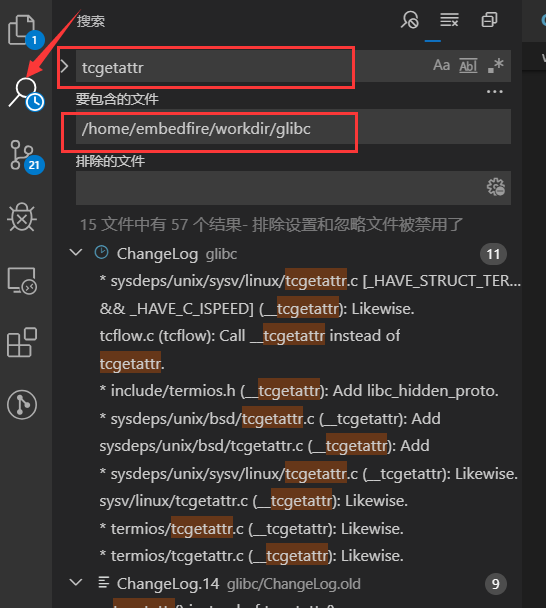 搜索
1
tcgetattr
Aa Abl .*
要包含的文件
...
/home/embedfire/workdir/glibc
排除的文件
21
15 文件中有 57 个结果- 排除设置和忽略文件被禁用了
ChangeLog glibc 11
* sysdeps/unix/sysv/linux/tcgetattr.c [_HAVE_STRUCT_TER...
&& _HAVE_C_ISPEED] (__tcgetattr): Likewise.
tcflow.c (tcflow): Call __tcgetattr instead of
tcgetattr.
* include/termios.h (__tcgetattr): Add libc_hidden_proto.
* sysdeps/unix/bsd/tcgetattr.c (__tcgetattr): Add
sysdeps/unix/bsd/tcgetattr.c (__tcgetattr): Add
* sysdeps/unix/sysv/linux/tcgetattr.c (__tcgetattr): Likewise.
sysv/linux/tcgetattr.c (__tcgetattr): Likewise.
* termios/tcgetattr.c (__tcgetattr): Likewise.
* termios/tcgetattr.c (__tcgetattr): Likewise.
ChangeLog.14 glibc/ChangeLog.old 9